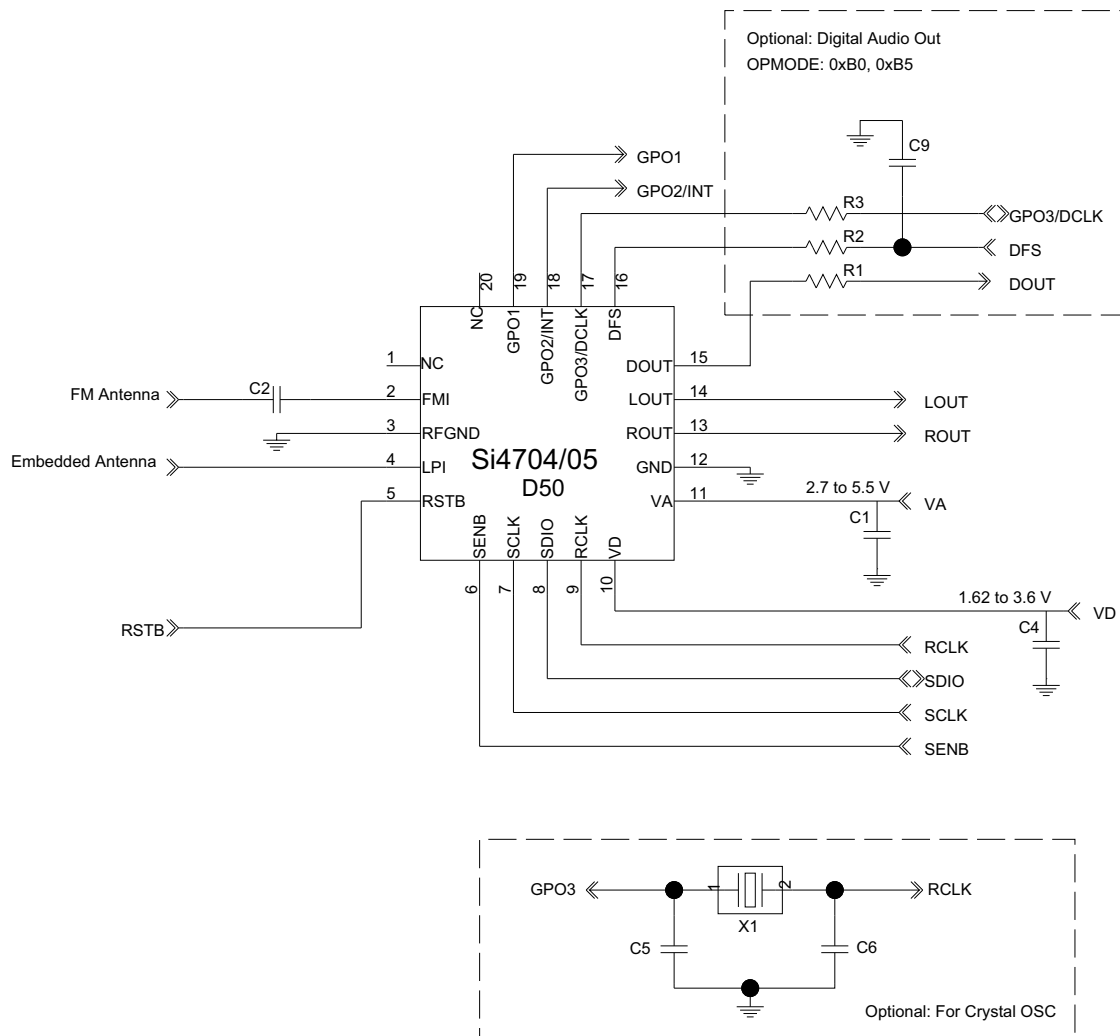 Optional: Digital Audio Out
OPMODE: 0xB0, 0xB5
C9
GPO1
GPO2/INT
R3
GPO3/DCLK
R2
DFS
R1
DOUT
20
19
18
17
16
NC
GPO1
GPO2/INT
GPO3/DCLK
DFS
1
NC
DOUT
15
FM Antenna
C2
2
FMI
LOUT
14
LOUT
3
RFGND
ROUT
13
ROUT
Embedded Antenna
4
LPI
Si4704/05
D50
GND
12
5
RSTB
VA
11
2.7 to 5.5 V
VA
C1
SENB
SCLK
SDIO
RCLK
VD
6
7
8
9
10
1.62 to 3.6 V
VD
C4
RSTB
RCLK
SDIO
SCLK
SENB
GPO3
1
2
RCLK
X1
C5
C6
Optional: For Crystal OSC